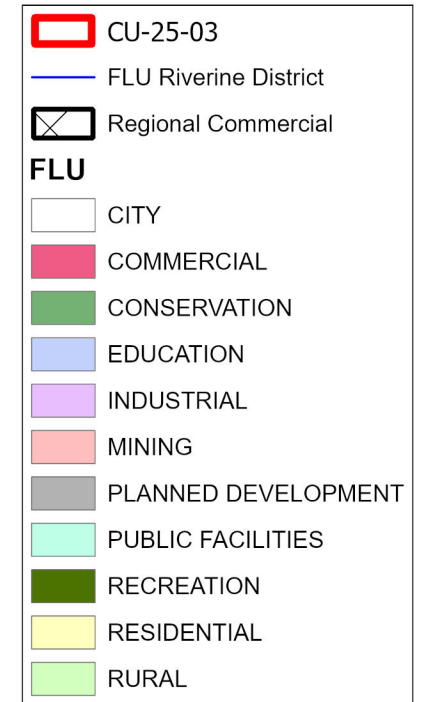 CU-25-03
FLU Riverine District
Regional Commercial
FLU
CITY
COMMERCIAL
CONSERVATION
EDUCATION
INDUSTRIAL
MINING
PLANNED DEVELOPMENT
PUBLIC FACILITIES
RECREATION
RESIDENTIAL
RURAL